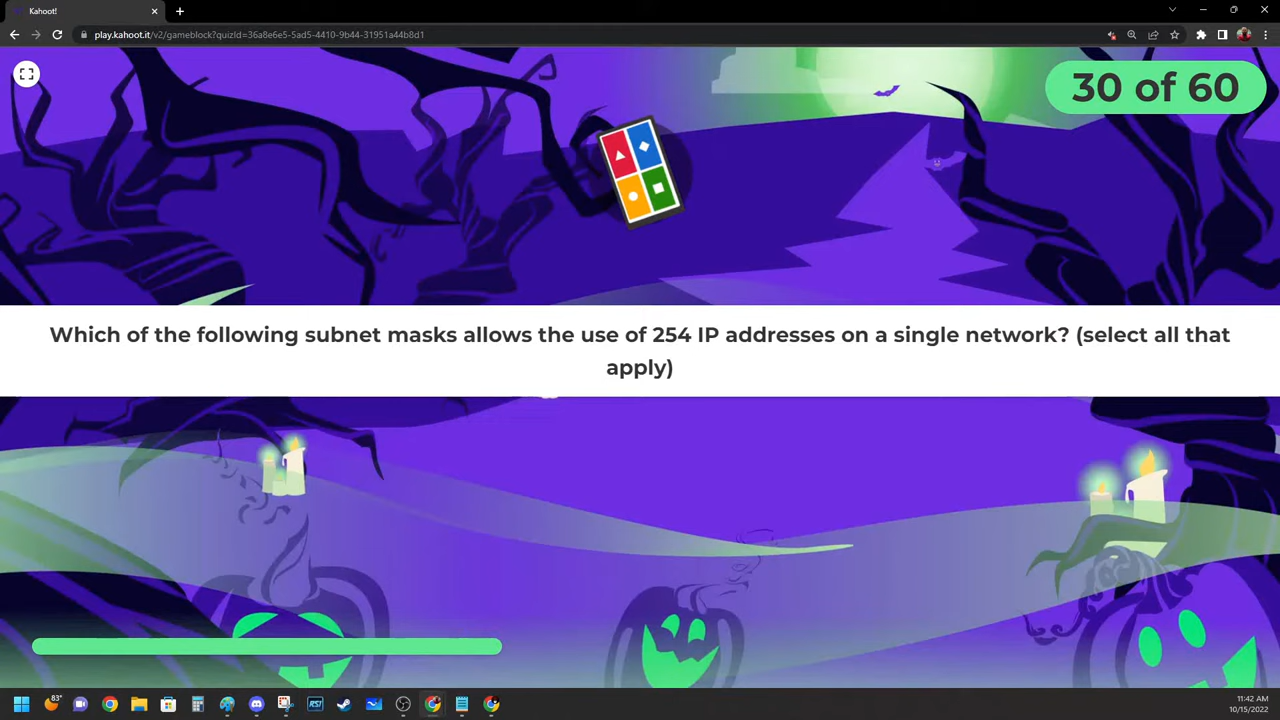 Kahoot!
play.kahoot.it/v2/gameblock?quizId=36a8e6e5-5ad5-4410-9b44-31951a44b8d1
30 of 60
Which of the following subnet masks allows the use of 254 IP addresses on a single network? (select all that
apply)
83°
RSI
11:42 AM
10/15/2022